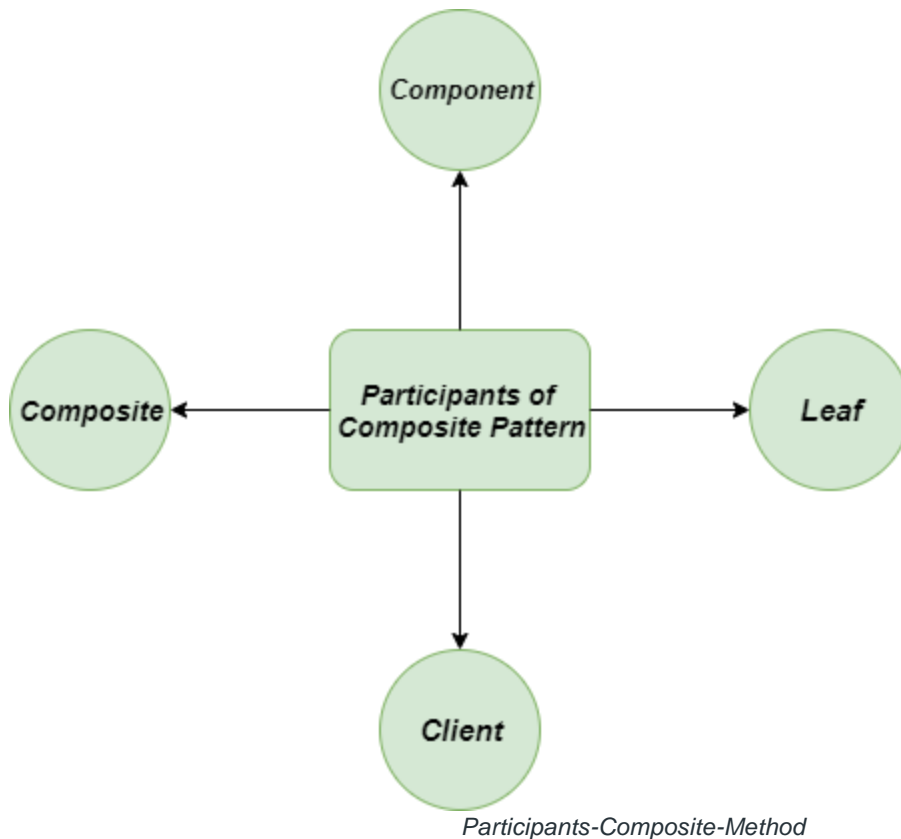 Component
Composite
Participants of
Composite Pattern
Leaf
Client
Participants-Composite-Method